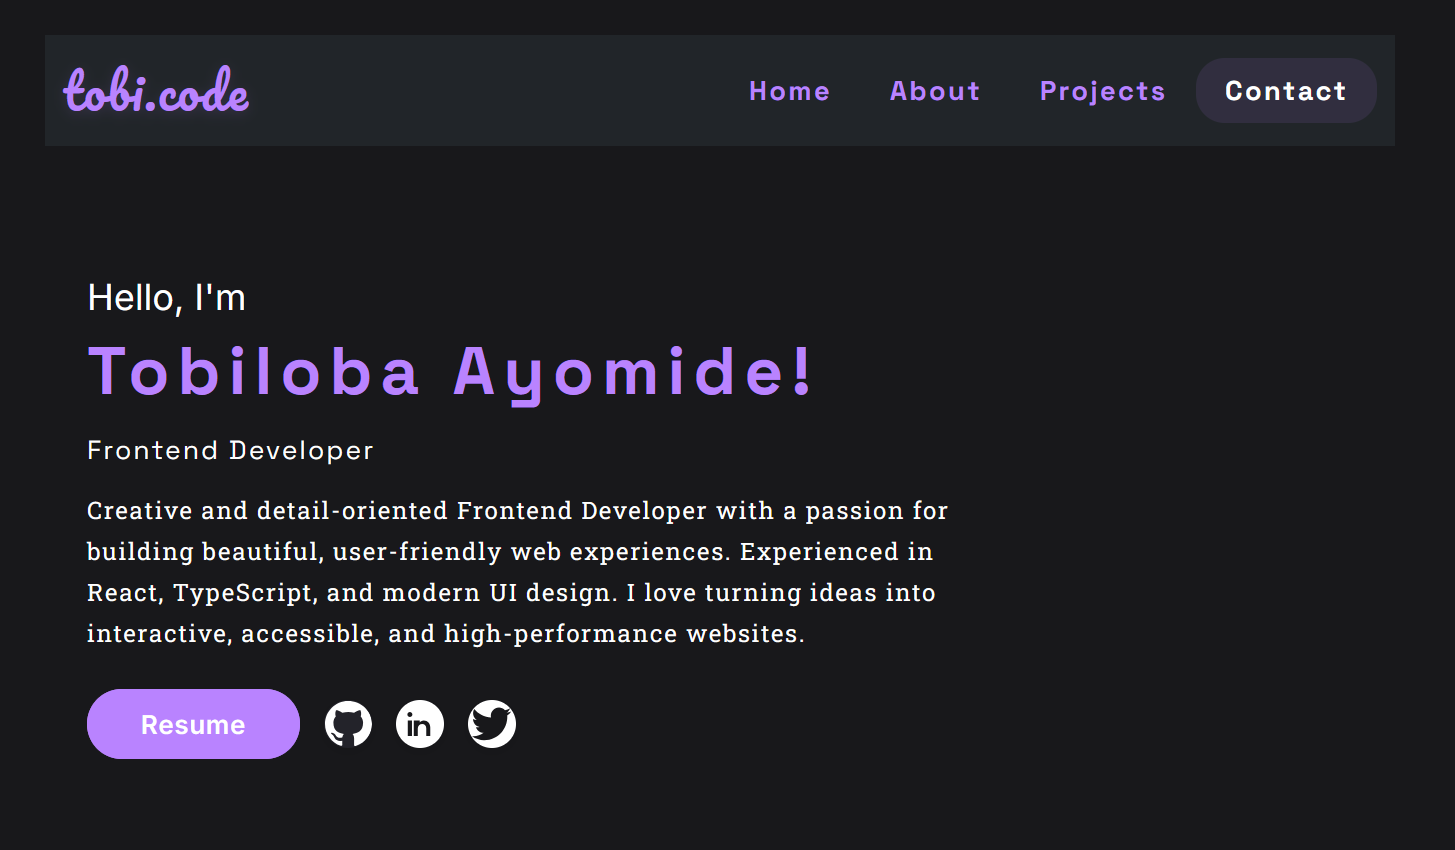 tobi.code
Home About Projects Contact
Hello, I'm
Tobiloba Ayomide!
Frontend Developer
Creative and detail-oriented Frontend Developer with a passion for
building beautiful, user-friendly web experiences. Experienced in
React, TypeScript, and modern UI design. I love turning ideas into
interactive, accessible, and high-performance websites.
Resume in